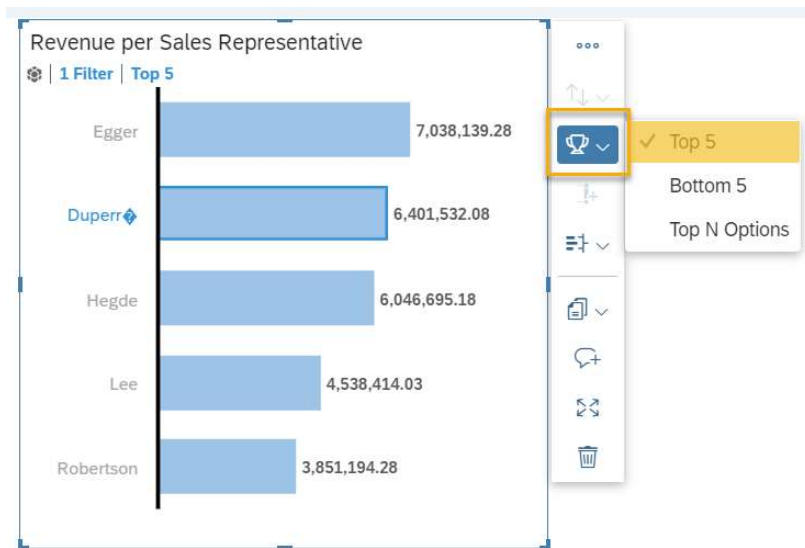 Revenue per Sales Representative
1 Filter | Top 5
Egger 7,038,139.28
Duperr� 6,401,532.08
Hegde 6,046,695.18
Lee 4,538,414.03
Robertson 3,851,194.28
Top 5
Bottom 5
Top N Options